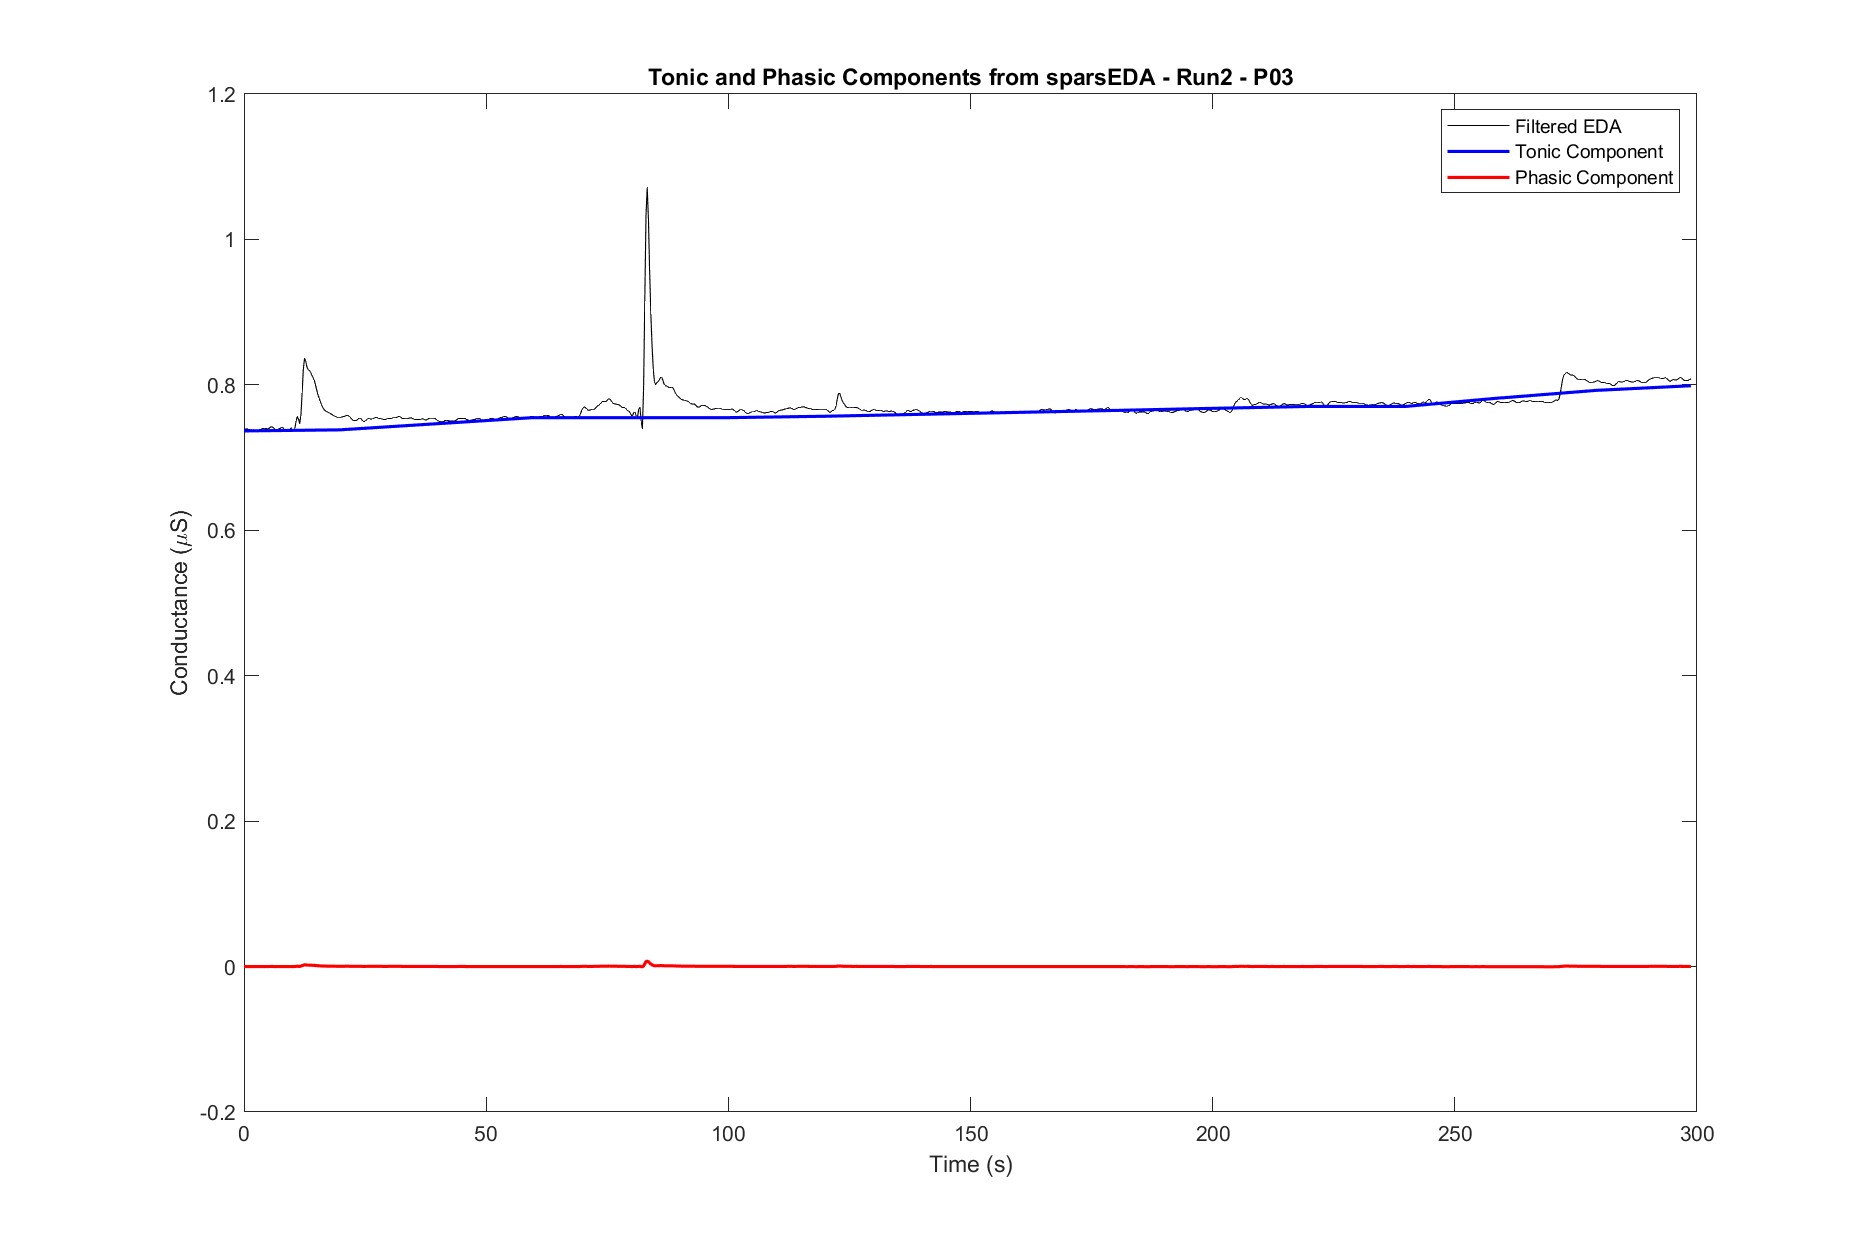 Tonic and Phasic Components from sparsEDA - Run2 - P03
1.2
1
0.8
0.6
0.4
0.2
0
-0.2
Conductance (μS)
Filtered EDA
Tonic Component
Phasic Component
0 50 100 150 200 250 300
Time (s)